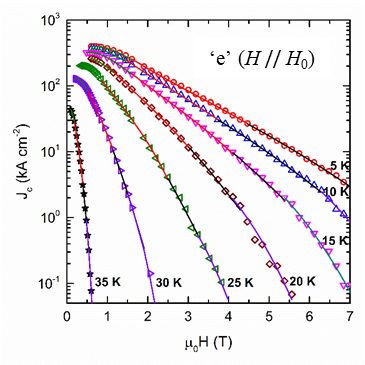 'e' (H // H₀)
10³
10²
10¹
10⁰
10⁻¹
J_c (kA cm⁻²)
5 K
10 K
15 K
20 K
25 K
30 K
35 K
0 1 2 3 4 5 6 7
μ₀H (T)